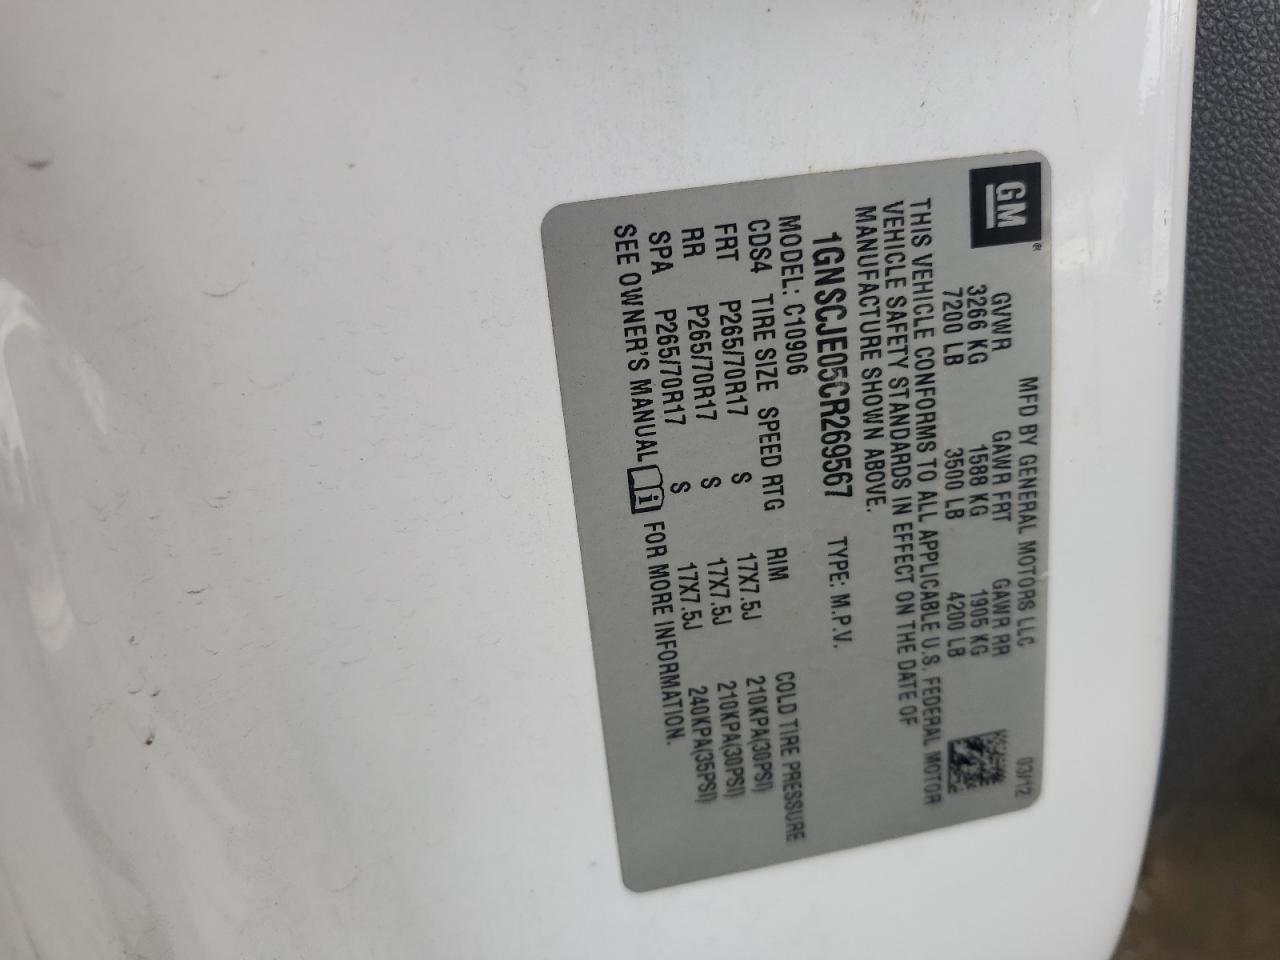 GM
MFD BY GENERAL MOTORS LLC 03/12
GVWR GAWR FRT GAWR RR
3266 KG 1588 KG 1905 KG
7200 LB 3500 LB 4200 LB
THIS VEHICLE CONFORMS TO ALL APPLICABLE U.S. FEDERAL MOTOR
VEHICLE SAFETY STANDARDS IN EFFECT ON THE DATE OF
MANUFACTURE SHOWN ABOVE.
1GNSCJE05CR269567 TYPE: M.P.V.
MODEL: C10906
CDS4 TIRE SIZE SPEED RTG RIM COLD TIRE PRESSURE
FRT P265/70R17 S 17X7.5J 210KPA(30PSI)
RR P265/70R17 S 17X7.5J 210KPA(30PSI)
SPA P265/70R17 S 17X7.5J 240KPA(35PSI)
SEE OWNER'S MANUAL i FOR MORE INFORMATION.